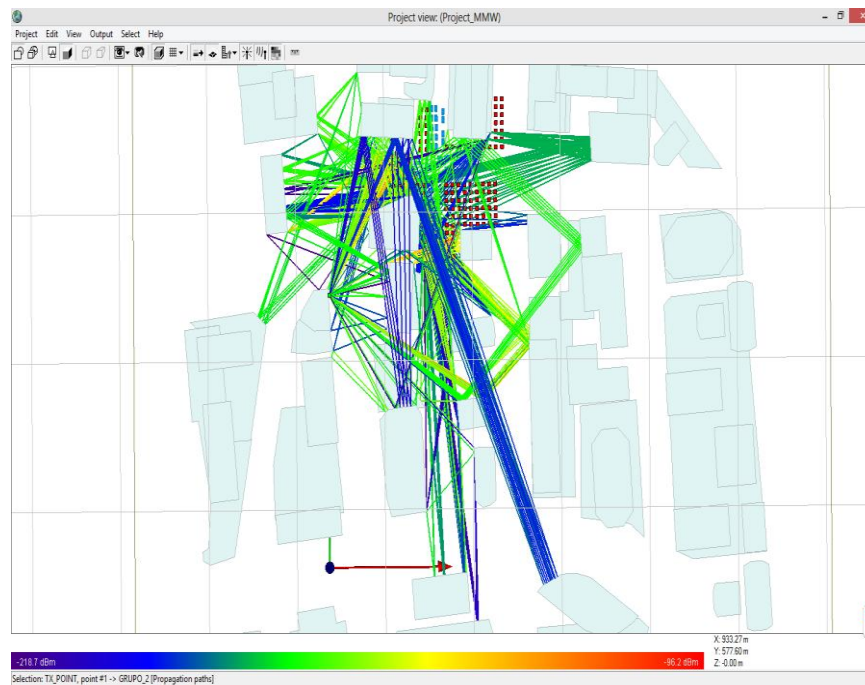 Project view: (Project_MMW)
Project Edit View Output Select Help
-218.7 dBm
-96.2 dBm
X: 933.27 m
Y: 577.60 m
Z: -0.00 m
Selection: TX_POINT, point #1 -> GRUPO_2 [Propagation paths]